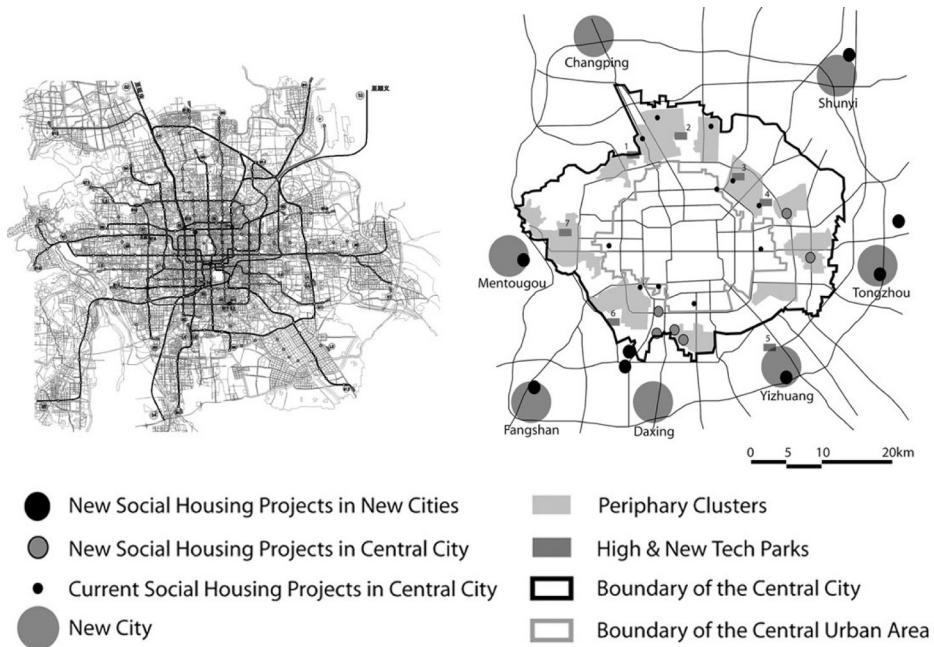 至顺义
Changping
Shunyi
1
2
3
4
7
Mentougou
Tongzhou
6
5
Yizhuang
Fangshan
Daxing
0 5 10 20km
New Social Housing Projects in New Cities
New Social Housing Projects in Central City
Current Social Housing Projects in Central City
New City
Periphary Clusters
High & New Tech Parks
Boundary of the Central City
Boundary of the Central Urban Area